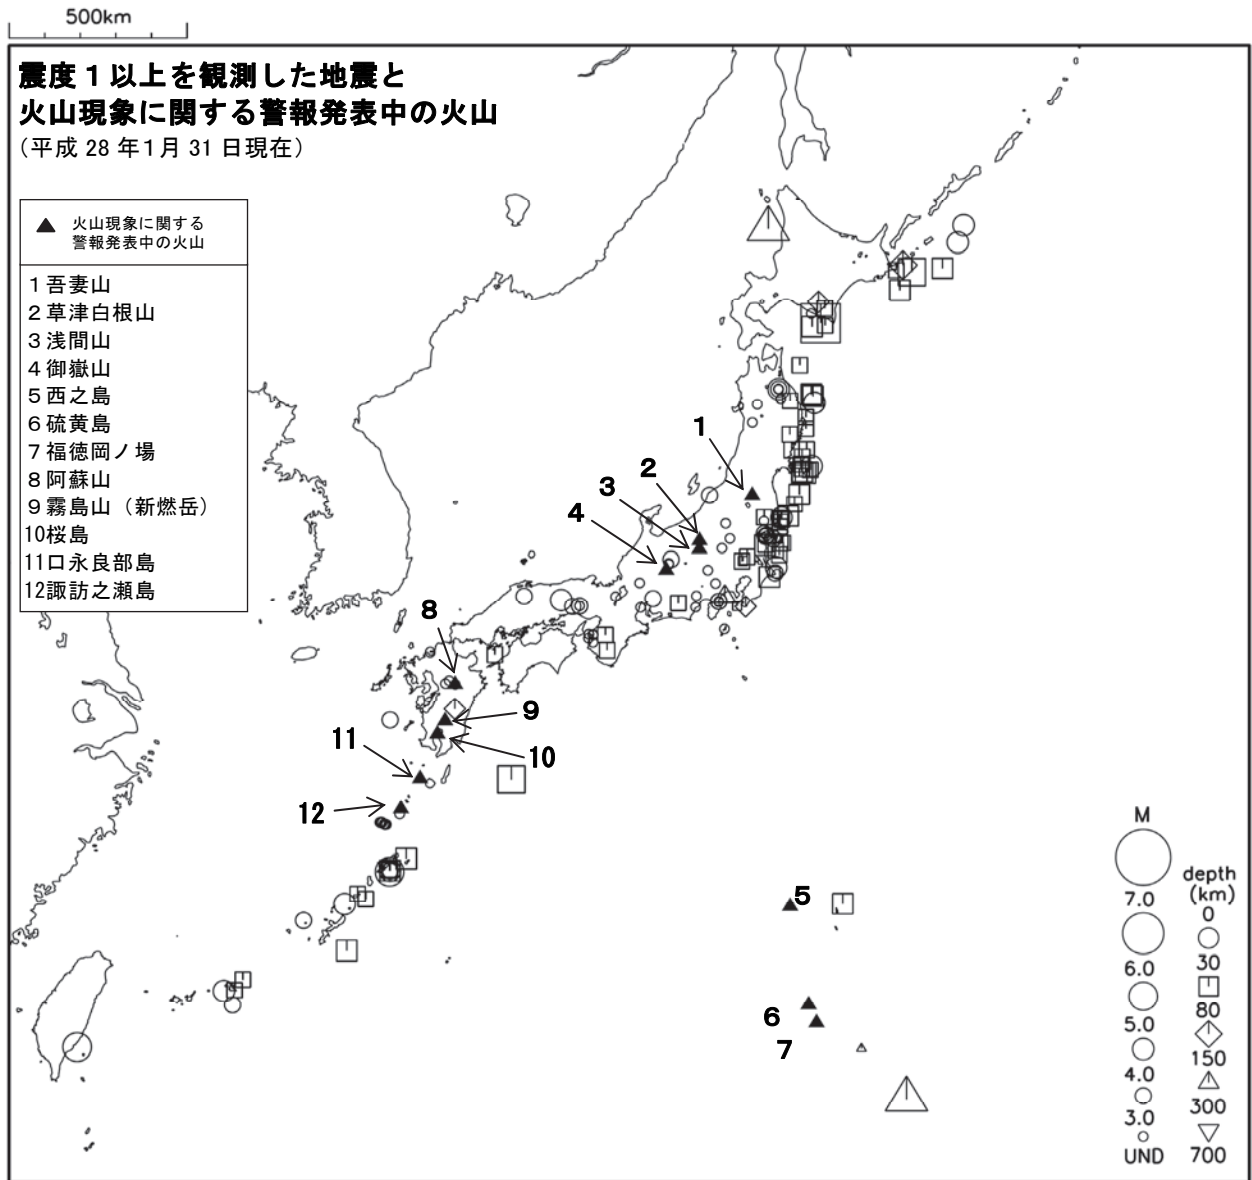 500km
震度１以上を観測した地震と
火山現象に関する警報発表中の火山
（平成 28 年1月 31 日現在）
▲ 火山現象に関する
警報発表中の火山
１吾妻山
２草津白根山
３浅間山
４御嶽山
５西之島
６硫黄島
７福徳岡ノ場
８阿蘇山
９霧島山（新燃岳）
10桜島
11口永良部島
12諏訪之瀬島
1
2
3
4
8
9
10
11
12
5
6
7
M
7.0
6.0
5.0
4.0
3.0
UND
depth
(km)
0
30
80
150
300
700